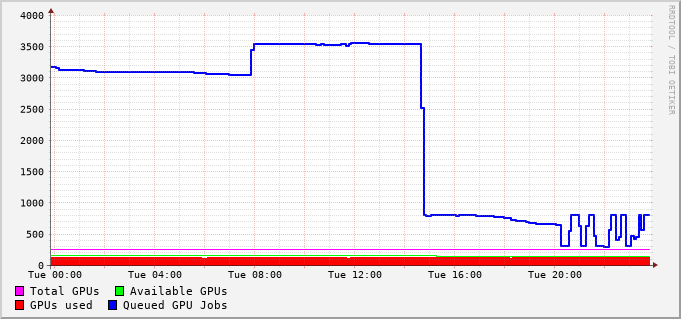 4000
3500
3000
2500
2000
1500
1000
500
0
Tue 00:00 Tue 04:00 Tue 08:00 Tue 12:00 Tue 16:00 Tue 20:00
Total GPUs Available GPUs
GPUs used Queued GPU Jobs
RRDTOOL / TOBI OETIKER